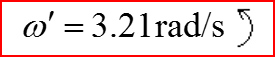 ω′ = 3.21rad/s